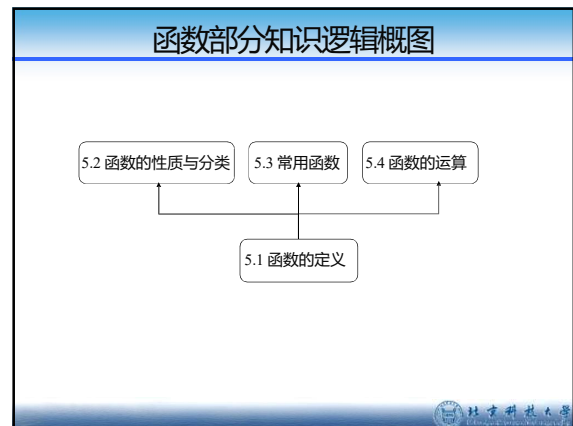 函数部分知识逻辑概图
5.2 函数的性质与分类
5.3 常用函数
5.4 函数的运算
5.1 函数的定义
北京科技大学